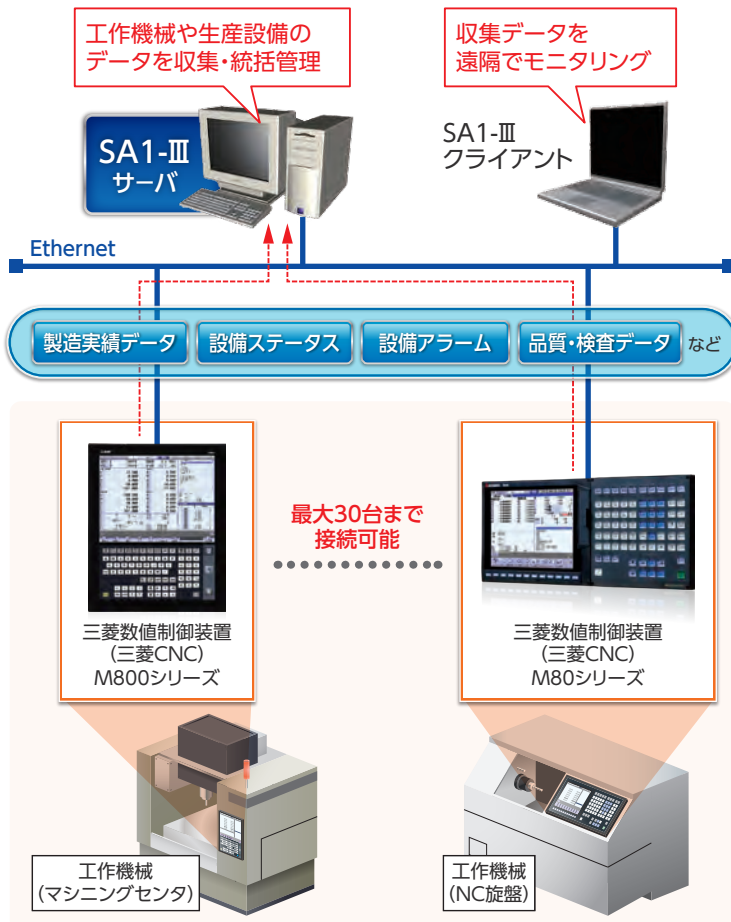 工作機械や生産設備の
データを収集・統括管理
収集データを
遠隔でモニタリング
SA1-Ⅲ
サーバ
SA1-Ⅲ
クライアント
Ethernet
製造実績データ
設備ステータス
設備アラーム
品質・検査データ
など
最大30台まで
接続可能
三菱数値制御装置
(三菱CNC)
M800シリーズ
三菱数値制御装置
(三菱CNC)
M80シリーズ
工作機械
(マシニングセンタ)
工作機械
(NC旋盤)